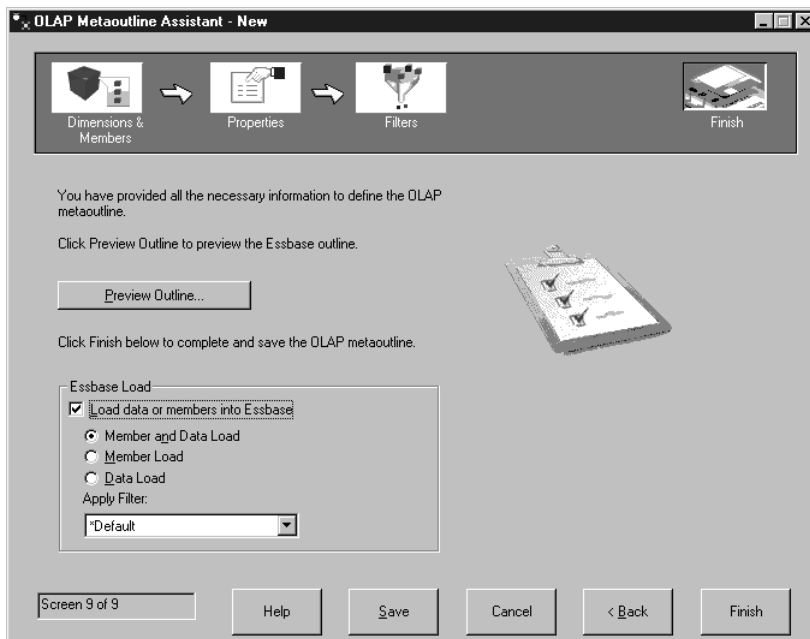 OLAP Metaoutline Assistant - New
Dimensions &
Members
Properties
Filters
Finish
You have provided all the necessary information to define the OLAP
metaoutline.
Click Preview Outline to preview the Essbase outline.
Preview Outline...
Click Finish below to complete and save the OLAP metaoutline.
Essbase Load
Load data or members into Essbase
Member and Data Load
Member Load
Data Load
Apply Filter:
*Default
Screen 9 of 9
Help
Save
Cancel
< Back
Finish